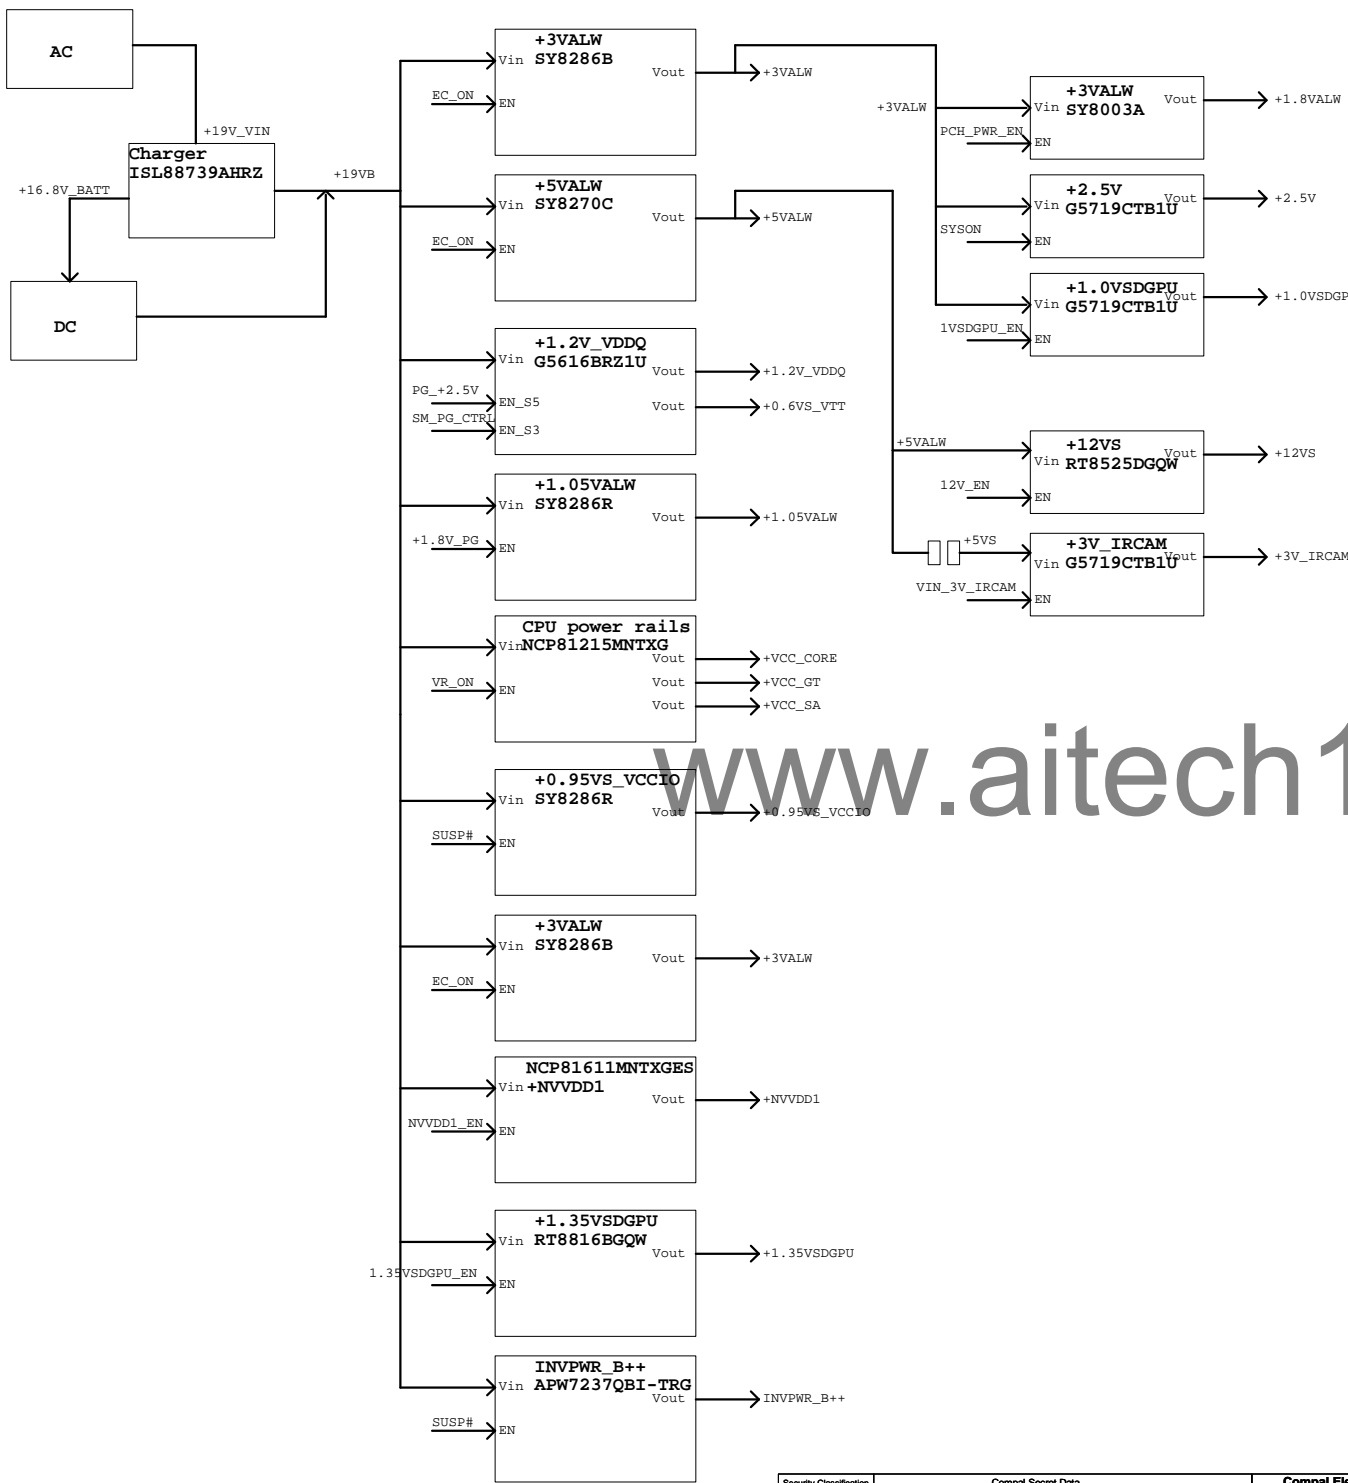 AC
+19V_VIN
Charger
ISL88739AHRZ
+16.8V_BATT
+19VB
DC
+3VALW
SY8286B
Vin
Vout
+3VALW
EC_ON
EN
+5VALW
SY8270C
Vin
Vout
+5VALW
EC_ON
EN
+1.2V_VDDQ
G5616BRZ1U
Vin
Vout
+1.2V_VDDQ
PG_+2.5V
EN_S5
Vout
+0.6VS_VTT
SM_PG_CTRL
EN_S3
+1.05VALW
SY8286R
Vin
Vout
+1.05VALW
+1.8V_PG
EN
CPU power rails
NCP81215MNTXG
Vin
Vout
+VCC_CORE
VR_ON
EN
Vout
+VCC_GT
Vout
+VCC_SA
+0.95VS_VCCIO
SY8286R
Vin
Vout
+0.95VS_VCCIO
SUSP#
EN
+3VALW
SY8286B
Vin
Vout
+3VALW
EC_ON
EN
NCP81611MNTXGES
+NVVDD1
Vin
Vout
+NVVDD1
NVVDD1_EN
EN
+1.35VSDGPU
RT8816BGQW
Vin
Vout
+1.35VSDGPU
1.35VSDGPU_EN
EN
INVPWR_B++
APW7237QBI-TRG
Vin
Vout
INVPWR_B++
SUSP#
EN
+3VALW
+3VALW
SY8003A
Vin
Vout
+1.8VALW
PCH_PWR_EN
EN
+2.5V
G5719CTB1U
Vin
Vout
+2.5V
SYSON
EN
+1.0VSDGPU
G5719CTB1U
Vin
Vout
+1.0VSDGP
1VSDGPU_EN
EN
+5VALW
+12VS
RT8525DGQW
Vin
Vout
+12VS
12V_EN
EN
+5VS
+3V_IRCAM
G5719CTB1U
Vin
Vout
+3V_IRCAM
VIN_3V_IRCAM
EN
www.aitech1
Security Classification
Compal Secret Data
Compal Ele